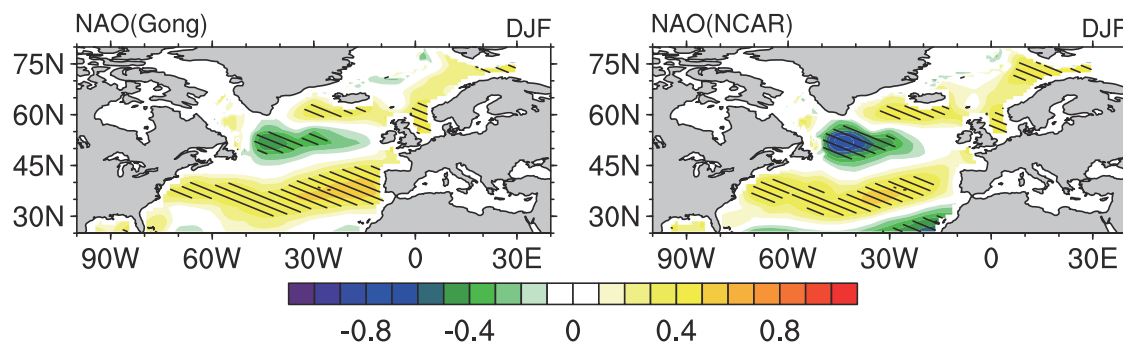 NAO(Gong) DJF NAO(NCAR) DJF
75N 75N
60N 60N
45N 45N
30N 30N
90W 60W 30W 0 30E 90W 60W 30W 0 30E
-0.8 -0.4 0 0.4 0.8